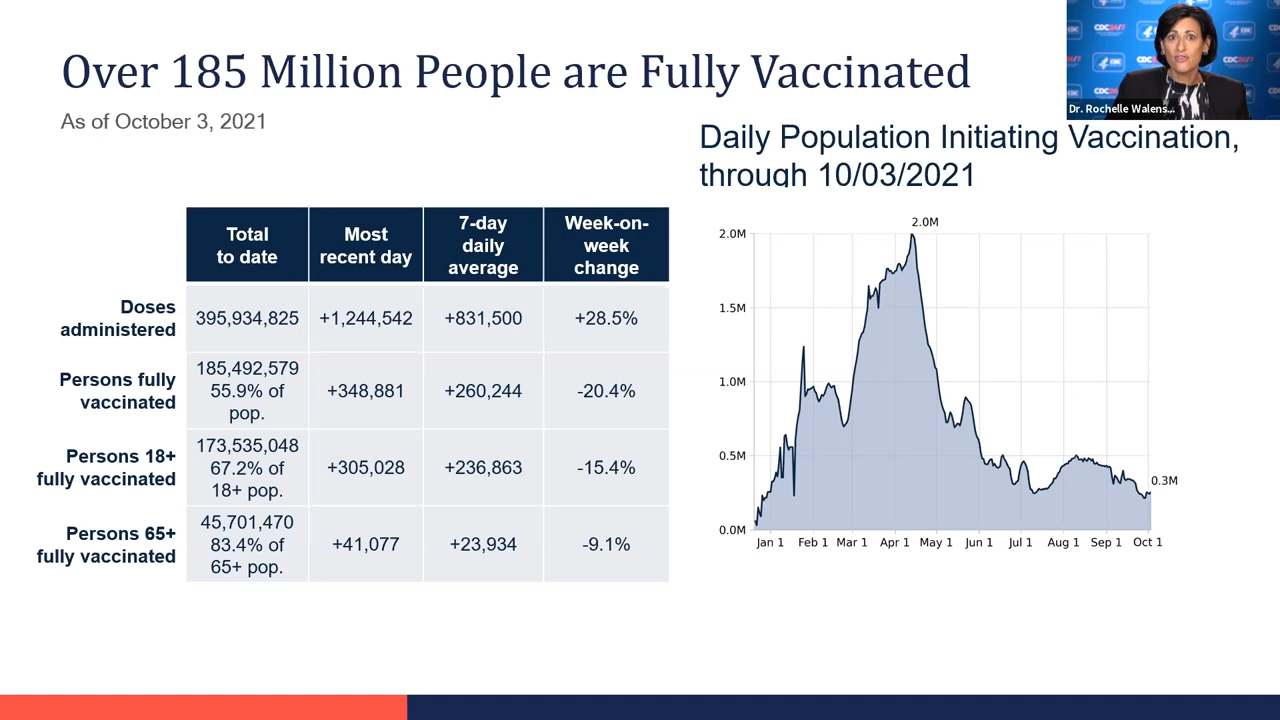 Over 185 Million People are Fully Vaccinated
As of October 3, 2021
CDC 24/7
CDC
CDC
CDC
Dr. Rochelle Walens...
Daily Population Initiating Vaccination,
through 10/03/2021
Total
to date
Most
recent day
7-day
daily
average
Week-on-
week
change
Doses
administered
395,934,825
+1,244,542
+831,500
+28.5%
Persons fully
vaccinated
185,492,579
55.9% of
pop.
+348,881
+260,244
-20.4%
Persons 18+
fully vaccinated
173,535,048
67.2% of
18+ pop.
+305,028
+236,863
-15.4%
Persons 65+
fully vaccinated
45,701,470
83.4% of
65+ pop.
+41,077
+23,934
-9.1%
2.0M
2.0M
1.5M
1.0M
0.5M
0.0M
0.3M
Jan 1 Feb 1 Mar 1 Apr 1 May 1 Jun 1 Jul 1 Aug 1 Sep 1 Oct 1